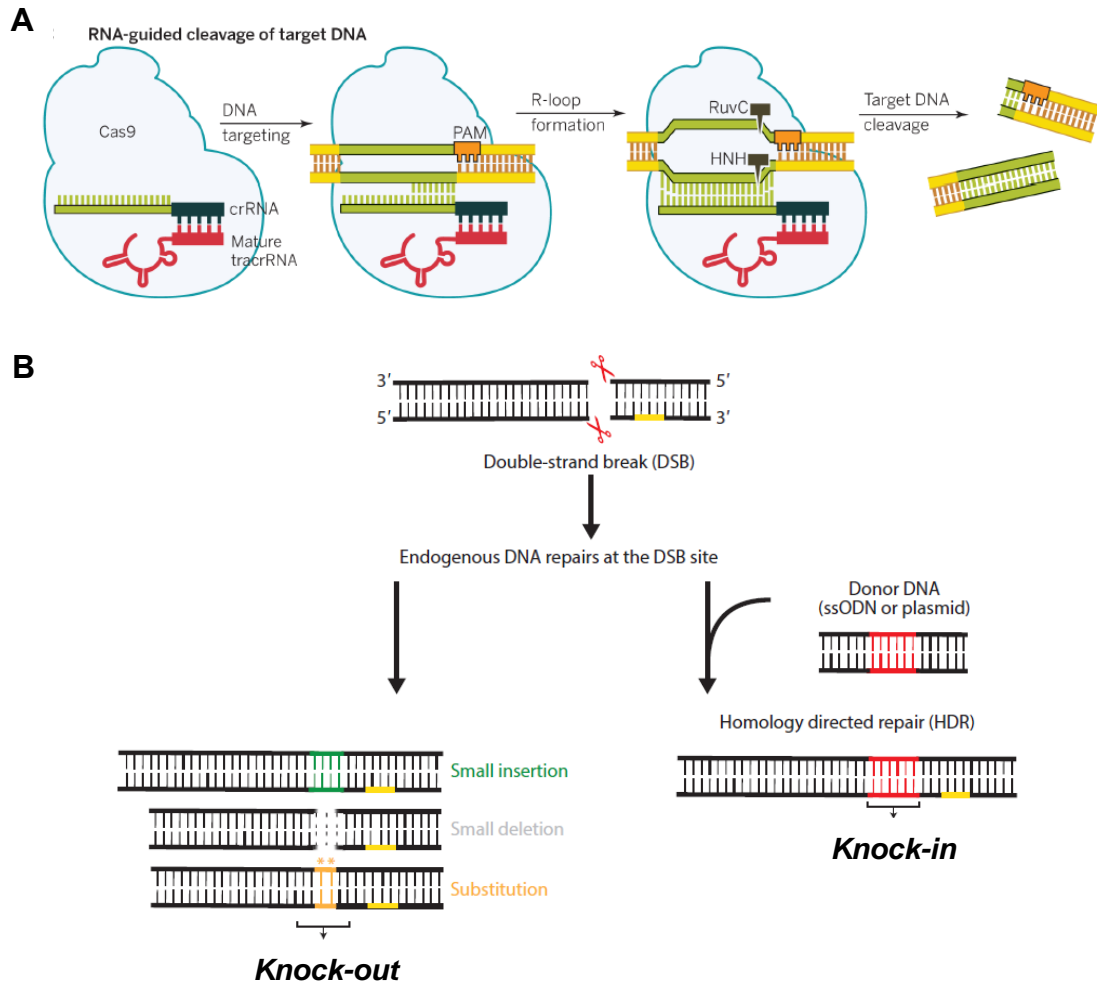 A
RNA-guided cleavage of target DNA
Cas9
DNA
targeting
crRNA
Mature
tracrRNA
PAM
R-loop
formation
RuvC
HNH
Target DNA
cleavage
B
3′
5′
5′
3′
Double-strand break (DSB)
Endogenous DNA repairs at the DSB site
Donor DNA
(ssODN or plasmid)
Homology directed repair (HDR)
Small insertion
Small deletion
**
Substitution
Knock-out
Knock-in